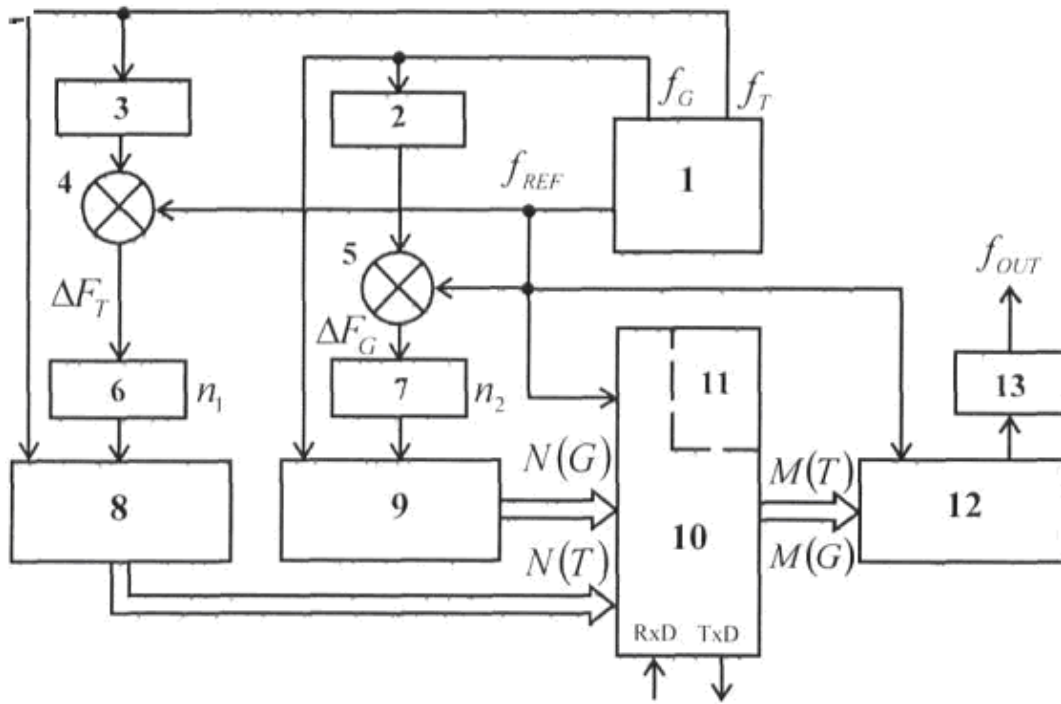 f_G f_T
3
2
1
4
f_REF
5
f_OUT
ΔF_T
ΔF_G
6 n_1
7 n_2
11
13
8
9
N(G)
N(T)
10
M(T)
M(G)
12
RxD TxD